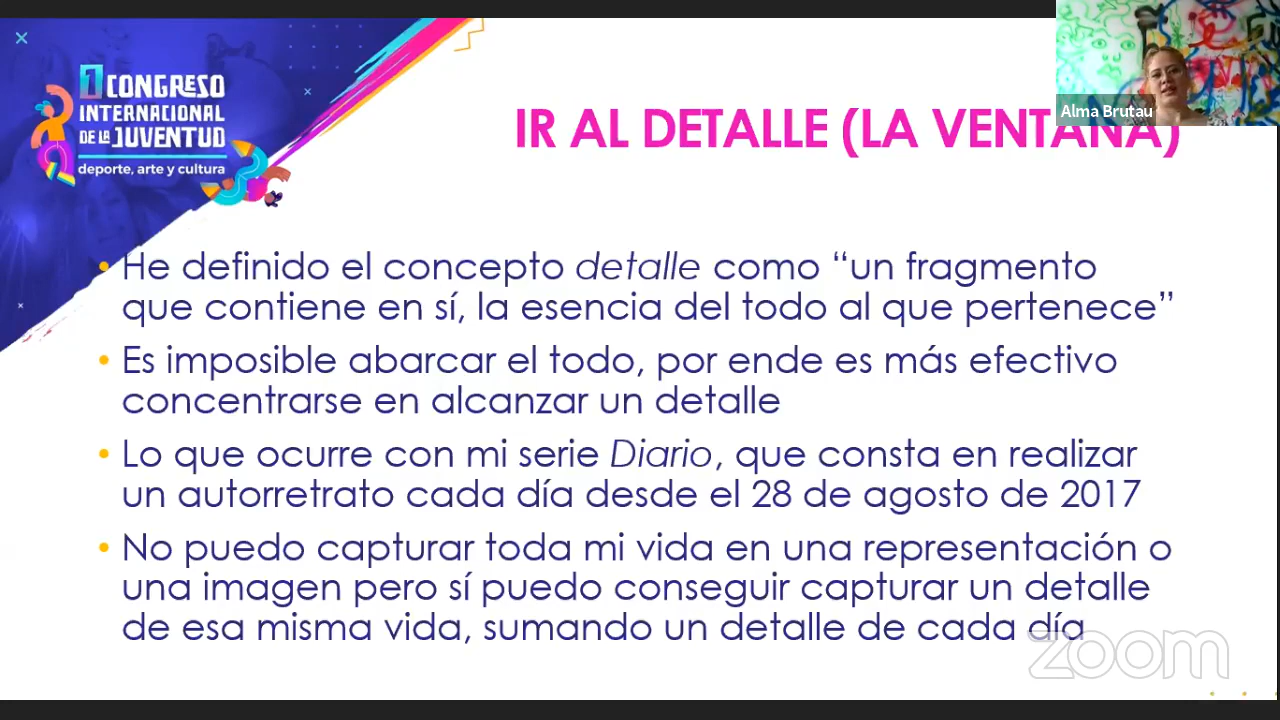 1 CONGRESO
INTERNACIONAL
DE LA JUVENTUD
deporte, arte y cultura
Alma Brutau
IR AL DETALLE (LA VENTANA)
• He definido el concepto detalle como “un fragmento
que contiene en sí, la esencia del todo al que pertenece”
• Es imposible abarcar el todo, por ende es más efectivo
concentrarse en alcanzar un detalle
• Lo que ocurre con mi serie Diario, que consta en realizar
un autorretrato cada día desde el 28 de agosto de 2017
• No puedo capturar toda mi vida en una representación o
una imagen pero sí puedo conseguir capturar un detalle
de esa misma vida, sumando un detalle de cada día
zoom